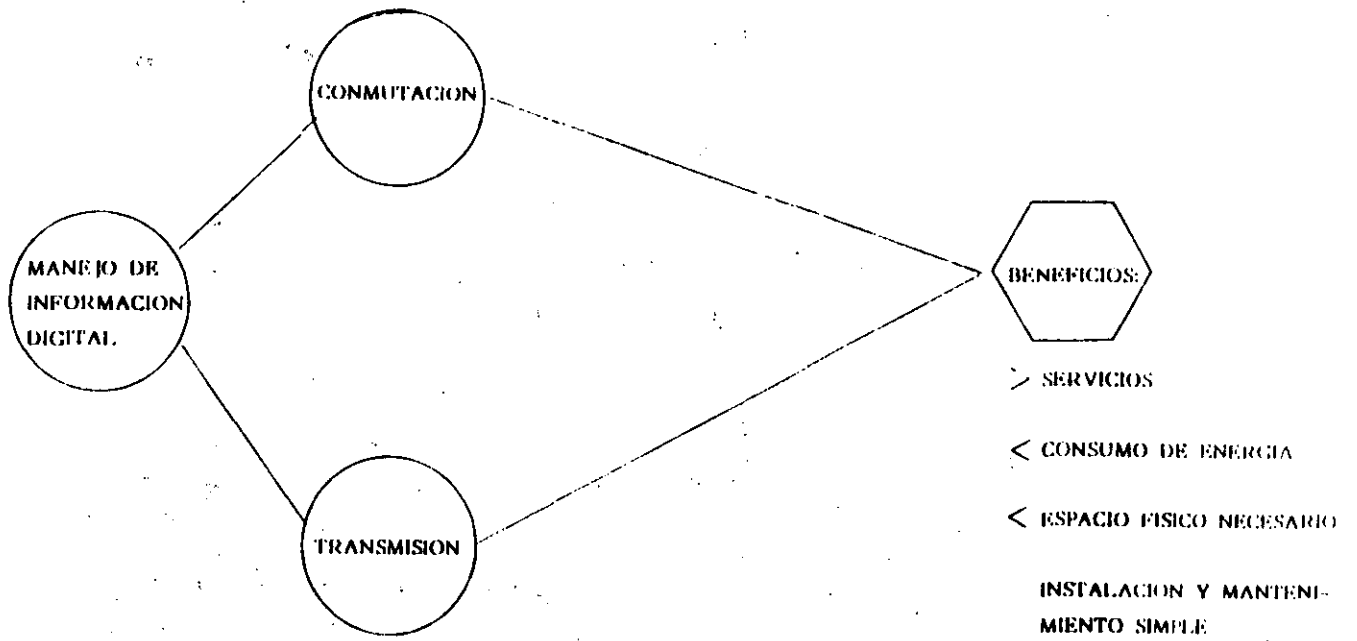 CONMUTACION
MANEJO DE
INFORMACION
DIGITAL
TRANSMISION
BENEFICIOS:
> SERVICIOS
< CONSUMO DE ENERGIA
< ESPACIO FISICO NECESARIO
INSTALACION Y MANTENI-
MIENTO SIMPLE